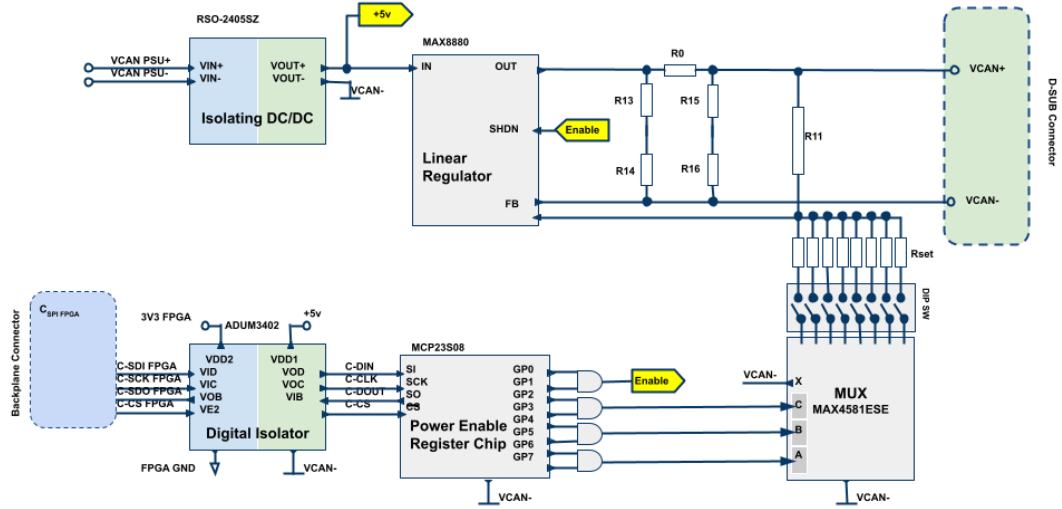 RSO-2405SZ
+5v
VCAN PSU+
VCAN PSU-
VIN+
VIN-
VOUT+
VOUT-
VCAN-
Isolating DC/DC
MAX8880
IN
OUT
SHDN
FB
Linear
Regulator
Enable
R0
R13
R15
R14
R16
R11
VCAN+
VCAN-
D-SUB Connector
Rset
DIP SW
Backplane Connector
CSPI FPGA
3V3 FPGA
ADUM3402
+5v
C-SDI FPGA
C-SCK FPGA
C-SDO FPGA
C-CS FPGA
VDD2
VID
VIC
VOB
VE2
VDD1
VOD
VOC
VIB
Digital Isolator
FPGA GND
VCAN-
C-DIN
C-CLK
C-DOUT
C-CS
MCP23S08
SI
SCK
SO
CS
GP0
GP1
GP2
GP3
GP4
GP5
GP6
GP7
Power Enable
Register Chip
VCAN-
Enable
VCAN-
X
C
B
A
MUX
MAX4581ESE
VCAN-